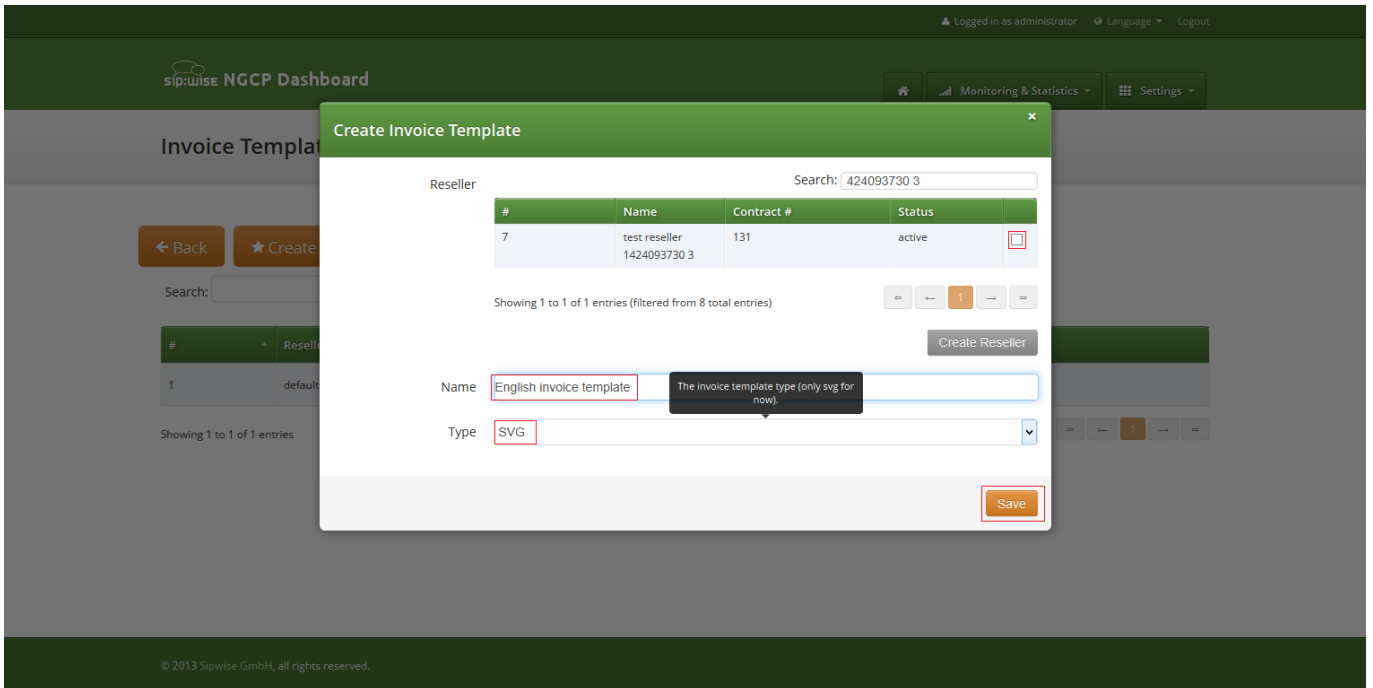 Logged in as administrator Language Logout
sip:wise NGCP Dashboard
Monitoring & Statistics Settings
Create Invoice Template ×
Invoice Templat
Reseller Search: 424093730 3
# Name Contract # Status
7 test reseller 131 active
1424093730 3
Back Create
Search:
Showing 1 to 1 of 1 entries (filtered from 8 total entries) ⇐ ← 1 → ⇒
# Resell
Create Reseller
1 default
Name English invoice template
The invoice template type (only svg for
now).
Type SVG
Showing 1 to 1 of 1 entries ⇐ ← 1 → ⇒
Save
© 2013 Sipwise GmbH, all rights reserved.